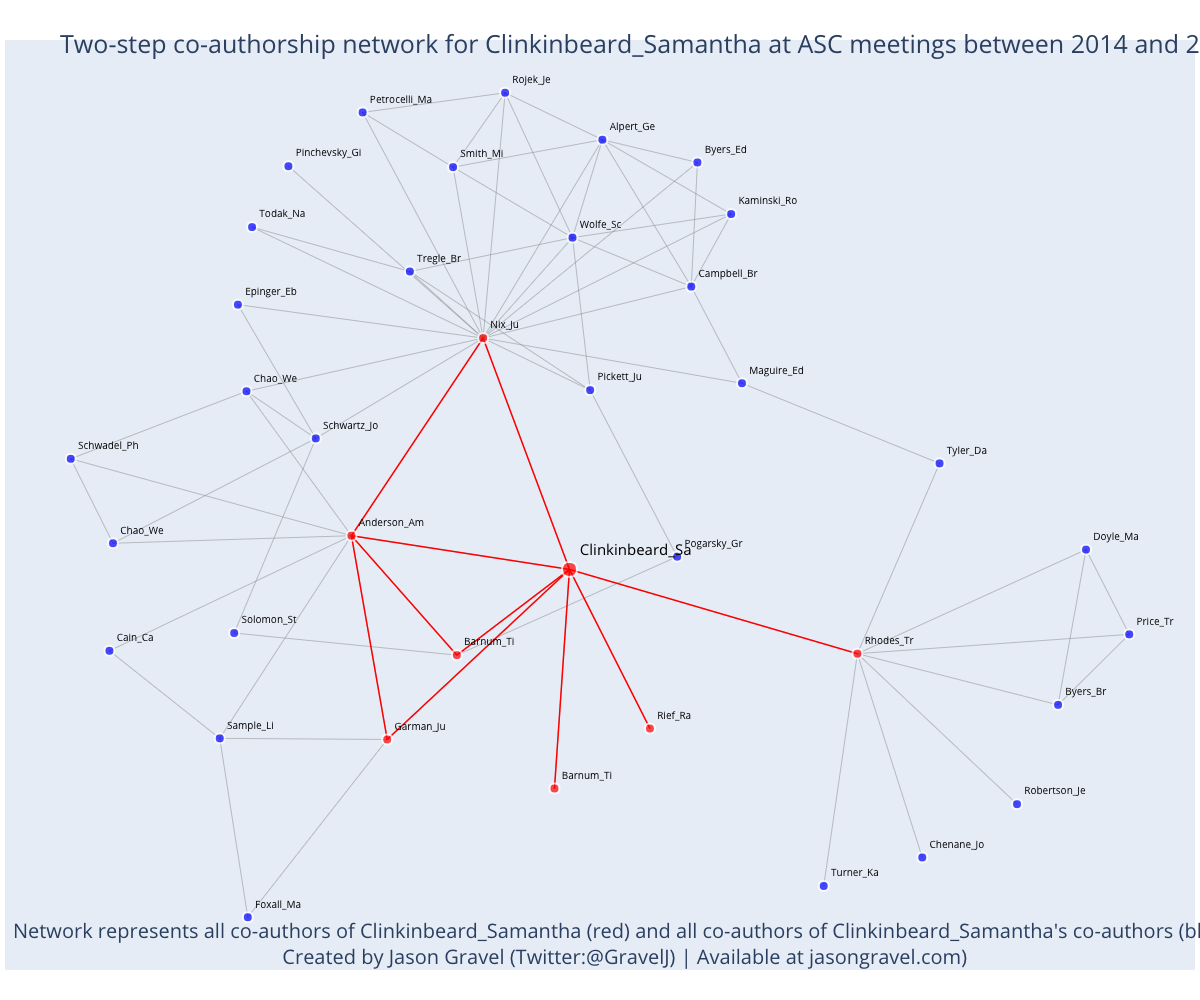 Two-step co-authorship network for Clinkinbeard_Samantha at ASC meetings between 2014 and 2
Rojek_Je
Petrocelli_Ma
Alpert_Ge
Byers_Ed
Pinchevsky_Gi
Smith_Mi
Kaminski_Ro
Todak_Na
Wolfe_Sc
Tregle_Br
Campbell_Br
Epinger_Eb
Nix_Ju
Chao_We
Pickett_Ju
Maguire_Ed
Schwartz_Jo
Schwadel_Ph
Tyler_Da
Anderson_Am
Chao_We
Clinkinbeard_Sa
Pogarsky_Gr
Doyle_Ma
Solomon_St
Price_Tr
Cain_Ca
Barnum_Ti
Rhodes_Tr
Byers_Br
Sample_Li
Garman_Ju
Rief_Ra
Barnum_Ti
Robertson_Je
Chenane_Jo
Turner_Ka
Foxall_Ma
Network represents all co-authors of Clinkinbeard_Samantha (red) and all co-authors of Clinkinbeard_Samantha's co-authors (bl
Created by Jason Gravel (Twitter:@GravelJ) | Available at jasongravel.com)